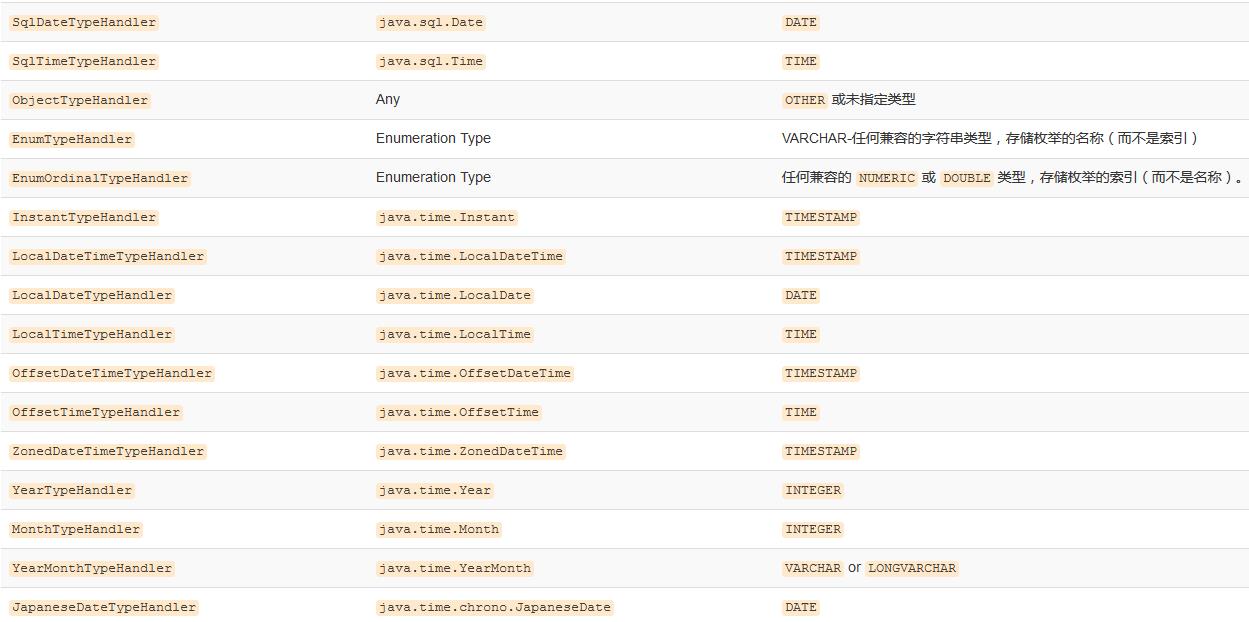 SqlDateTypeHandler java.sql.Date DATE
SqlTimeTypeHandler java.sql.Time TIME
ObjectTypeHandler Any OTHER 或未指定类型
EnumTypeHandler Enumeration Type VARCHAR-任何兼容的字符串类型，存储枚举的名称（而不是索引）
EnumOrdinalTypeHandler Enumeration Type 任何兼容的 NUMERIC 或 DOUBLE 类型，存储枚举的索引（而不是名称）。
InstantTypeHandler java.time.Instant TIMESTAMP
LocalDateTimeTypeHandler java.time.LocalDateTime TIMESTAMP
LocalDateTypeHandler java.time.LocalDate DATE
LocalTimeTypeHandler java.time.LocalTime TIME
OffsetDateTimeTypeHandler java.time.OffsetDateTime TIMESTAMP
OffsetTimeTypeHandler java.time.OffsetTime TIME
ZonedDateTimeTypeHandler java.time.ZonedDateTime TIMESTAMP
YearTypeHandler java.time.Year INTEGER
MonthTypeHandler java.time.Month INTEGER
YearMonthTypeHandler java.time.YearMonth VARCHAR or LONGVARCHAR
JapaneseDateTypeHandler java.time.chrono.JapaneseDate DATE